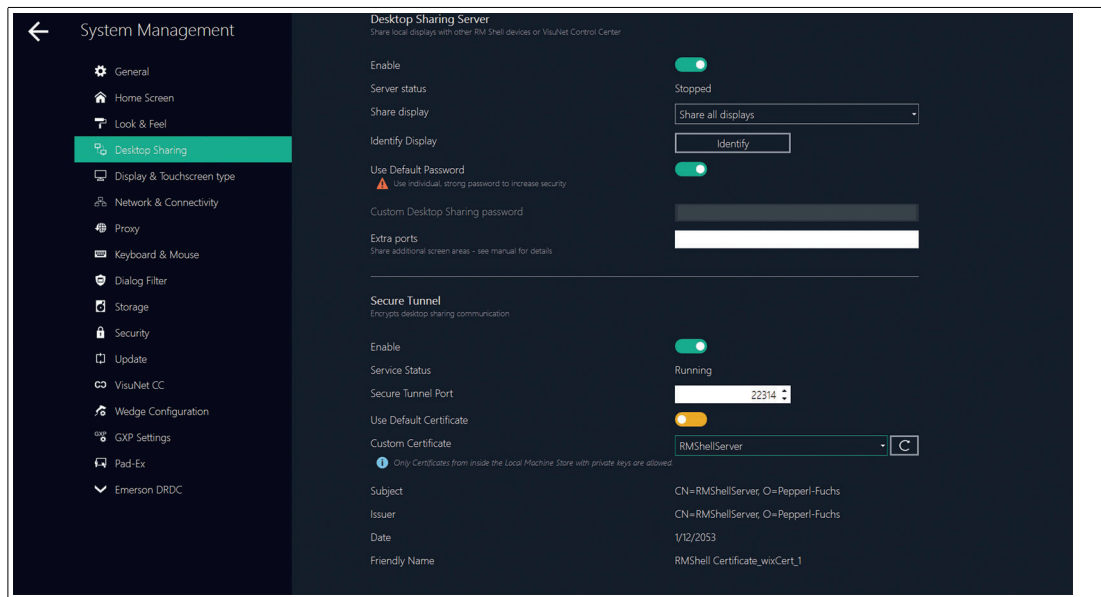 System Management
General
Home Screen
Look & Feel
Desktop Sharing
Display & Touchscreen type
Network & Connectivity
Proxy
Keyboard & Mouse
Dialog Filter
Storage
Security
Update
VisuNet CC
Wedge Configuration
GXP GXP Settings
Pad-Ex
Emerson DRDC
Desktop Sharing Server
Share local displays with other RM Shell devices or VisuNet Control Center
Enable
Server status Stopped
Share display Share all displays
Identify Display Identify
Use Default Password
Use individual, strong password to increase security
Custom Desktop Sharing password
Extra ports
Share additional screen areas - see manual for details
Secure Tunnel
Encrypts desktop sharing communication
Enable
Service Status Running
Secure Tunnel Port 22314
Use Default Certificate
Custom Certificate RMShellServer
Only Certificates from inside the Local Machine Store with private keys are allowed.
Subject CN=RMShellServer, O=Pepperl-Fuchs
Issuer CN=RMShellServer, O=Pepperl-Fuchs
Date 1/12/2053
Friendly Name RMShell Certificate_wixCert_1